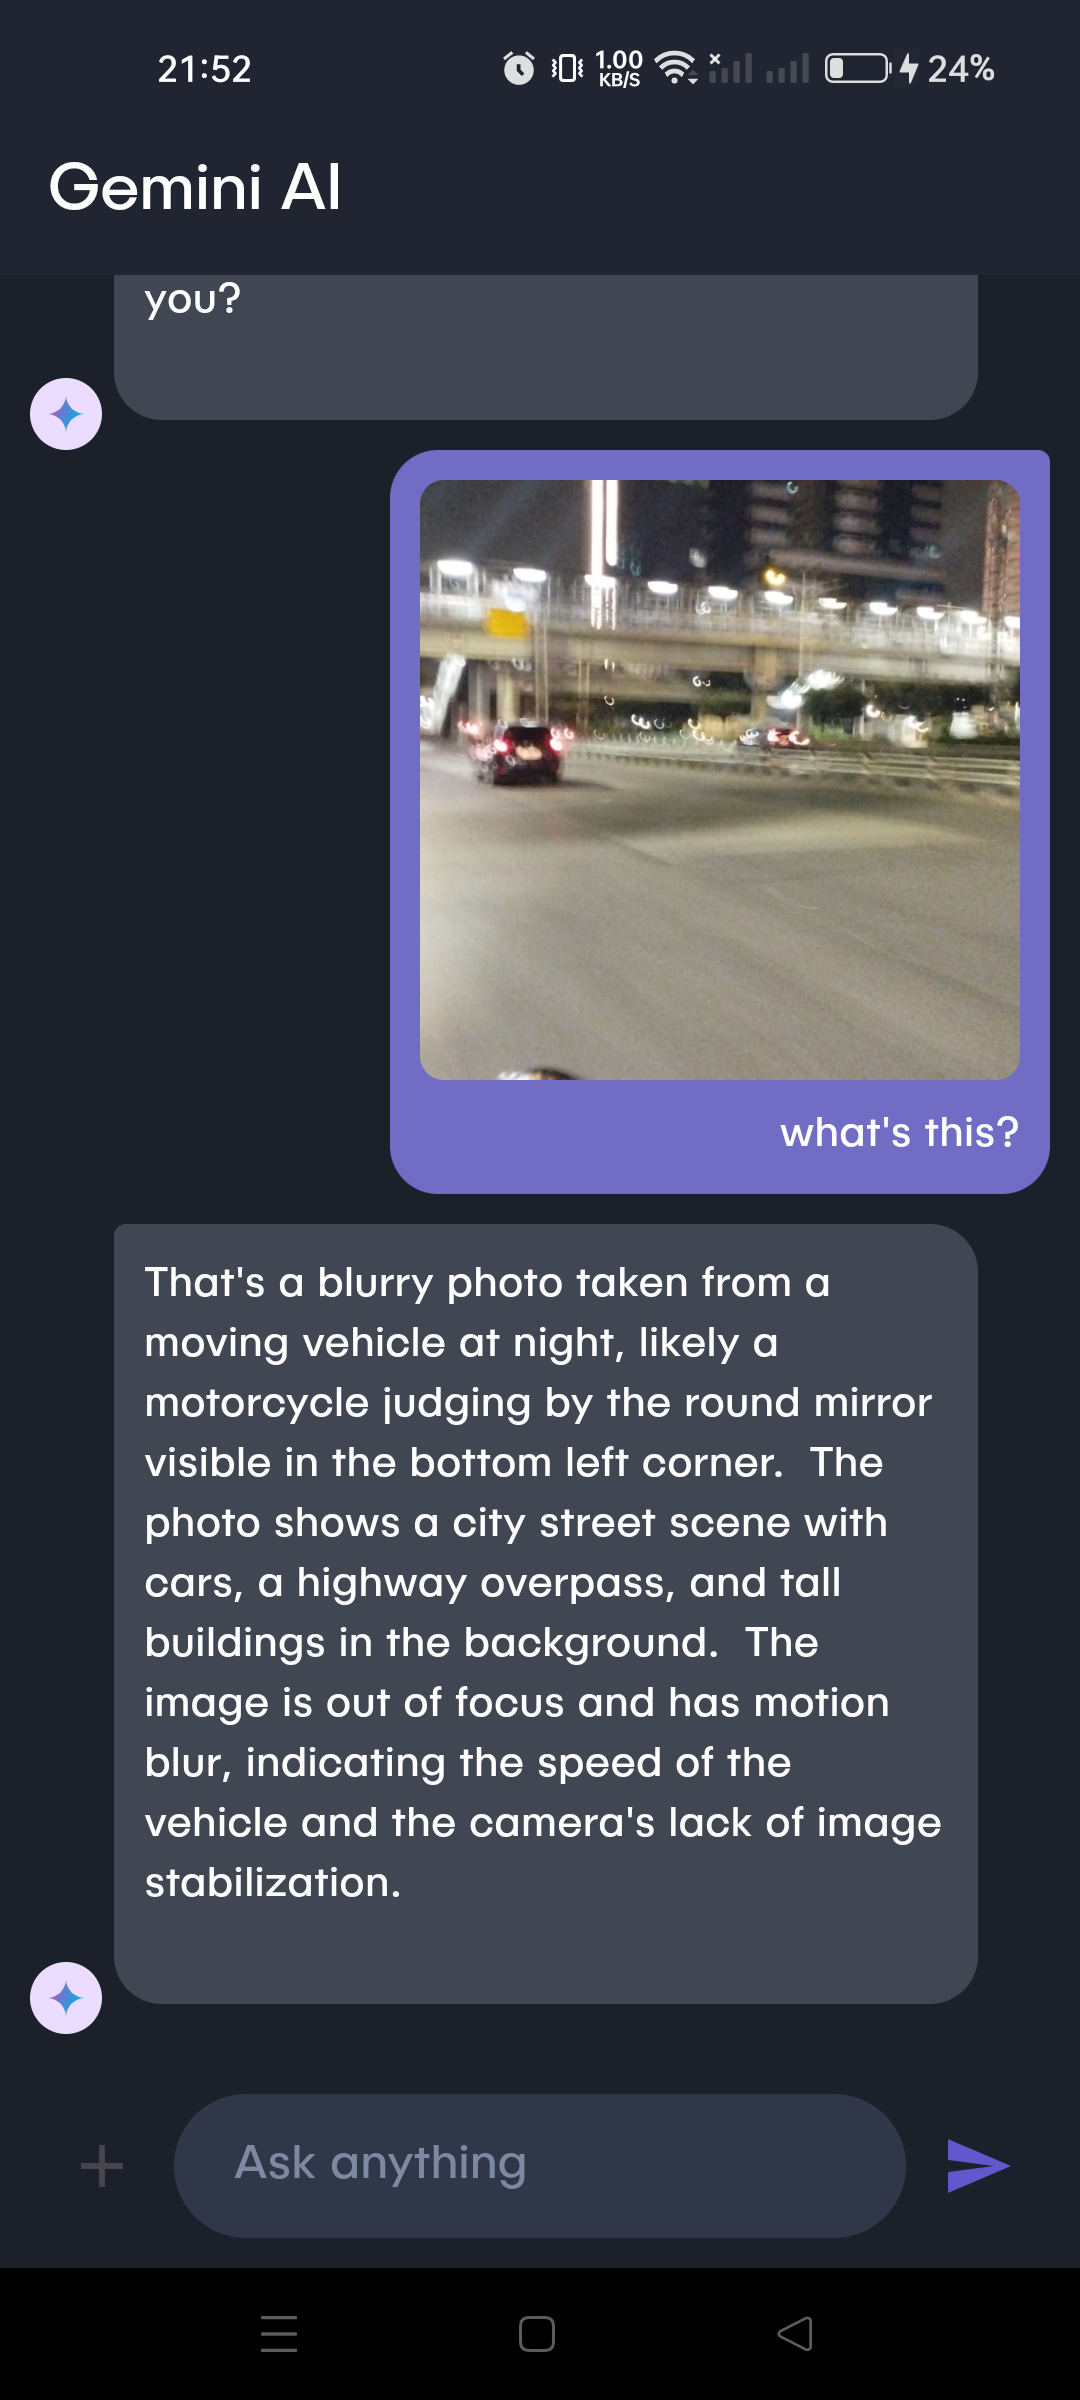 21:52
1.00
KB/S
24%
Gemini AI
you?
what's this?
That's a blurry photo taken from a
moving vehicle at night, likely a
motorcycle judging by the round mirror
visible in the bottom left corner.  The
photo shows a city street scene with
cars, a highway overpass, and tall
buildings in the background.  The
image is out of focus and has motion
blur, indicating the speed of the
vehicle and the camera's lack of image
stabilization.
Ask anything